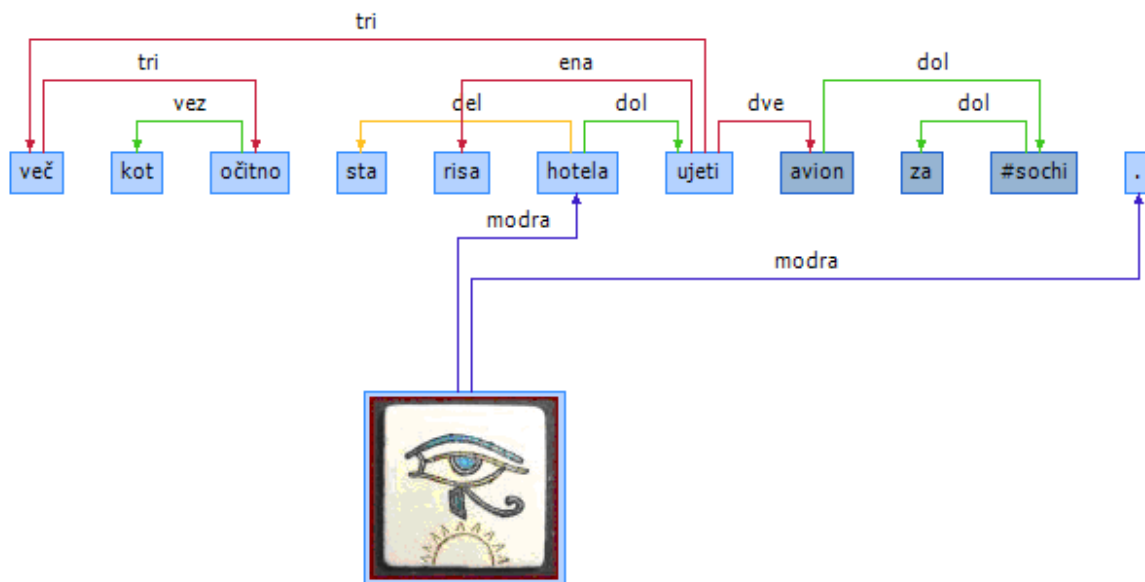 tri
tri ena dol
vez del dol dve dol
več kot očitno sta risa hotela ujeti avion za #sochi .
modra
modra